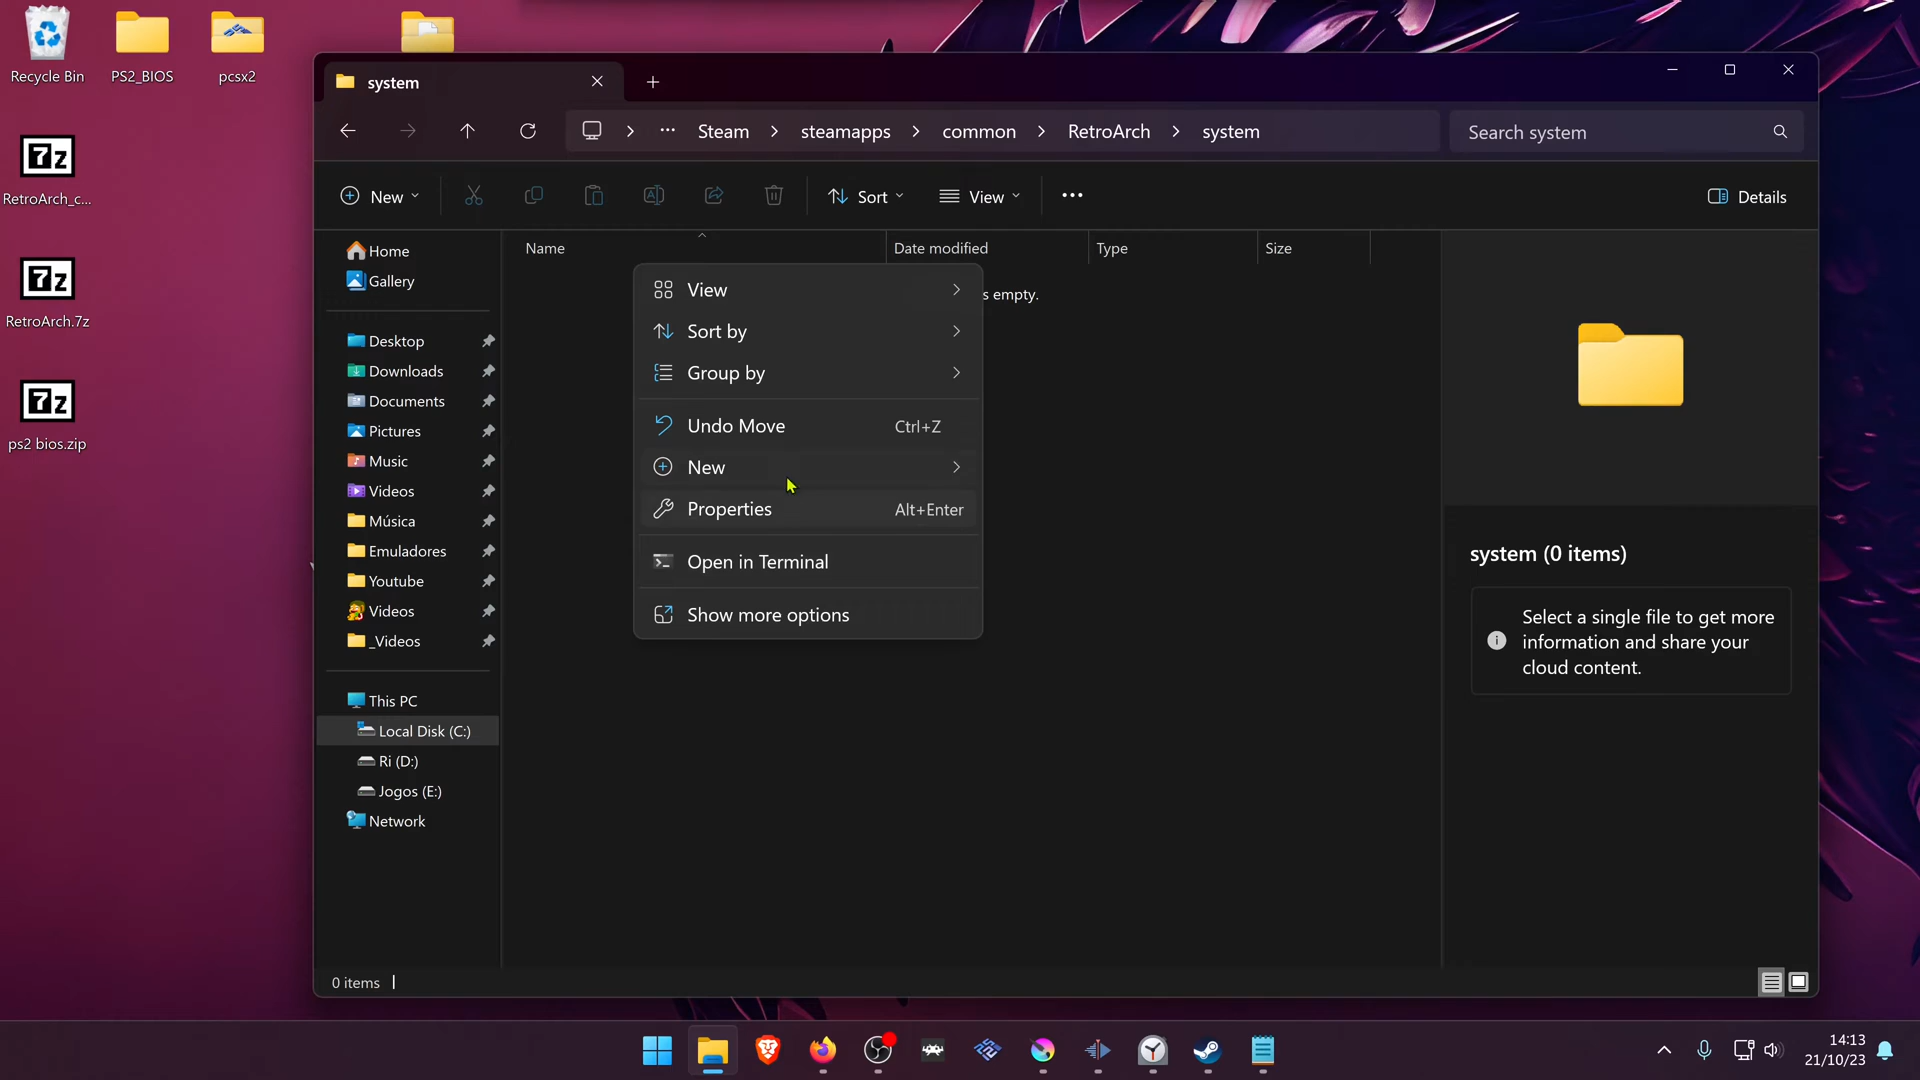 Recycle Bin
PS2_BIOS
pcsx2
RetroArch_c...
RetroArch.7z
ps2 bios.zip
7z
7z
7z
system
Steam
steamapps
common
RetroArch
system
Search system
New
Sort
View
Details
Name
Date modified
Type
Size
s empty.
Home
Gallery
Desktop
Downloads
Documents
Pictures
Music
Videos
Música
Emuladores
Youtube
Videos
_Videos
This PC
Local Disk (C:)
Ri (D:)
Jogos (E:)
Network
View
Sort by
Group by
Undo Move Ctrl+Z
New
Properties Alt+Enter
Open in Terminal
Show more options
system (0 items)
Select a single file to get more
information and share your
cloud content.
0 items
14:13
21/10/23